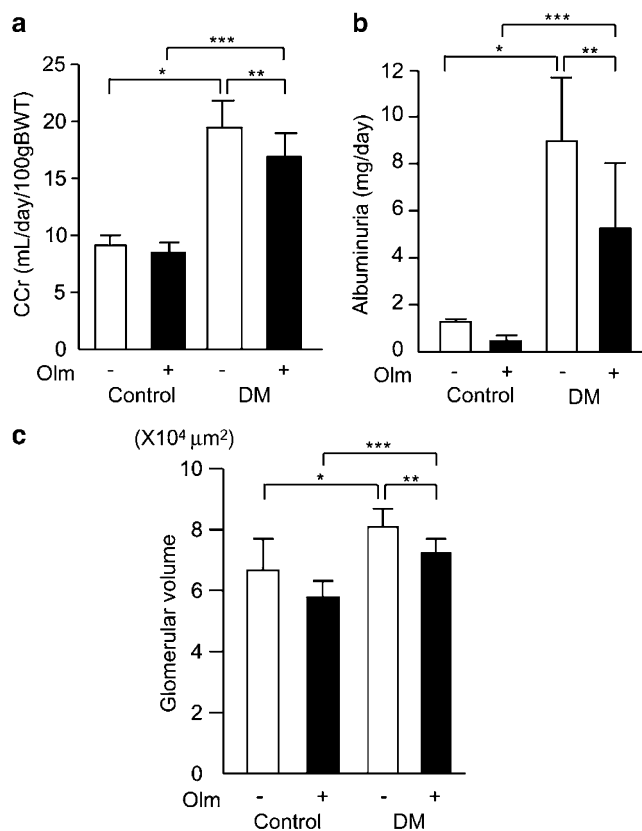 a
CCr (mL/day/100gBWT)
25
20
15
10
5
0
***
*
**
Olm - + - +
Control DM
b
Albuminuria (mg/day)
12
10
8
6
4
2
0
***
*
**
Olm - + - +
Control DM
c
(X10⁴ μm²)
Glomerular volume
10
8
6
4
2
0
***
*
**
Olm - + - +
Control DM